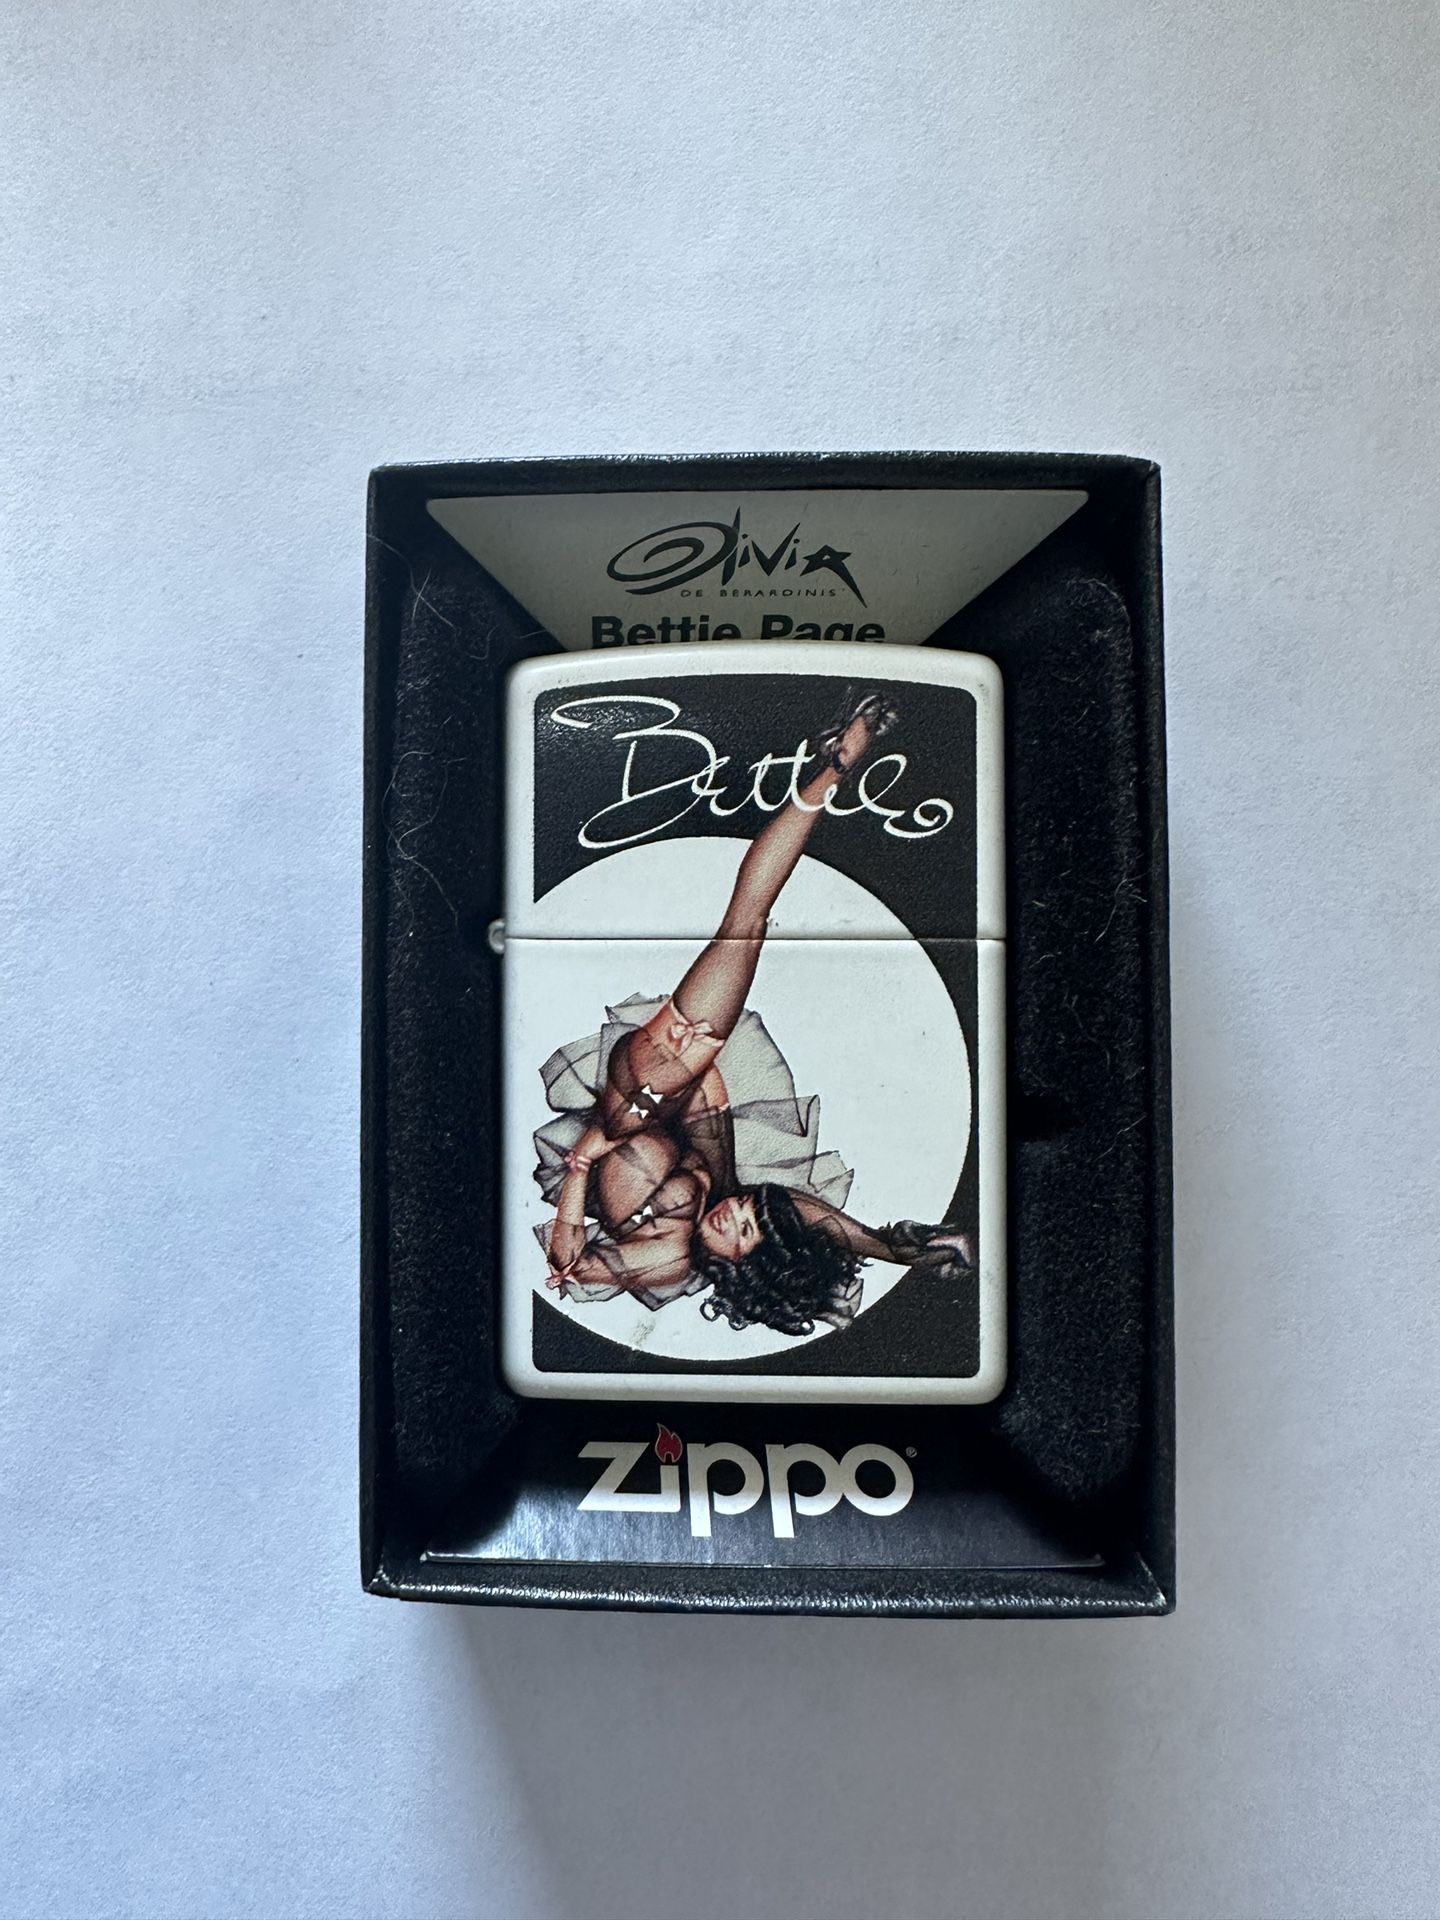 Olivia
DE BERARDINIS
Bettie Page
Bettie
zippo®